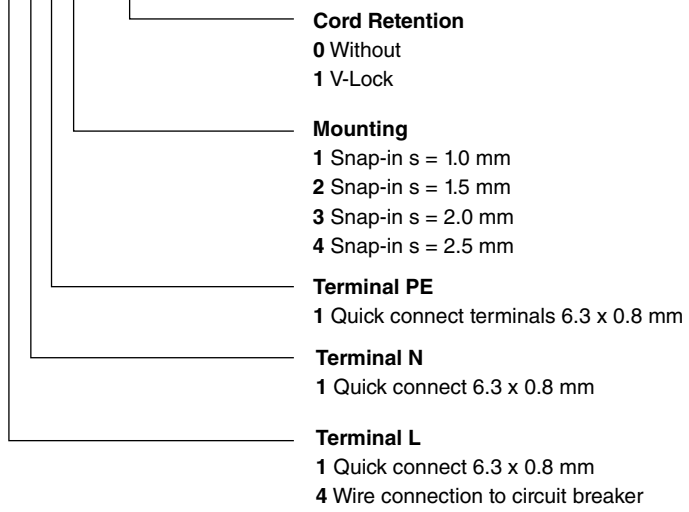 Cord Retention
0 Without
1 V-Lock
Mounting
1 Snap-in s = 1.0 mm
2 Snap-in s = 1.5 mm
3 Snap-in s = 2.0 mm
4 Snap-in s = 2.5 mm
Terminal PE
1 Quick connect terminals 6.3 x 0.8 mm
Terminal N
1 Quick connect 6.3 x 0.8 mm
Terminal L
1 Quick connect 6.3 x 0.8 mm
4 Wire connection to circuit breaker